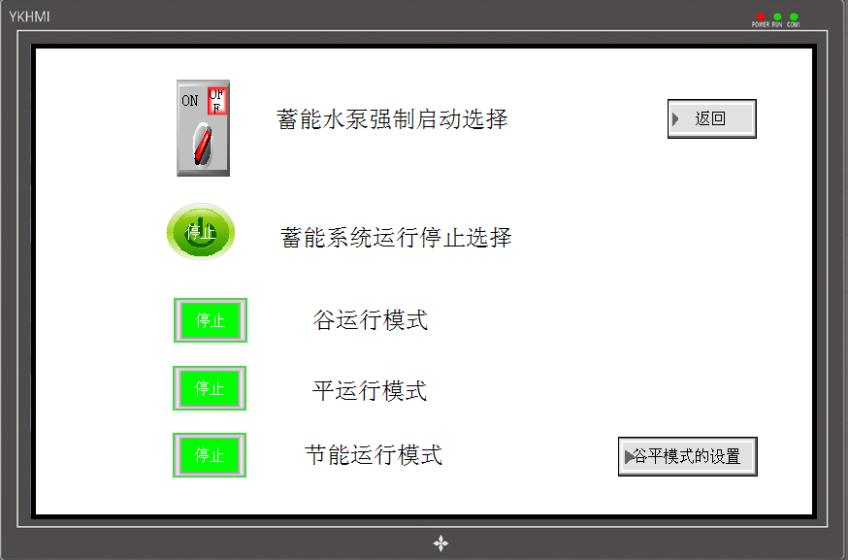 YKHMI
POWER RUN COM1
ON
OF
F
蓄能水泵强制启动选择
返回
停止
蓄能系统运行停止选择
停止
谷运行模式
停止
平运行模式
停止
节能运行模式
谷平模式的设置